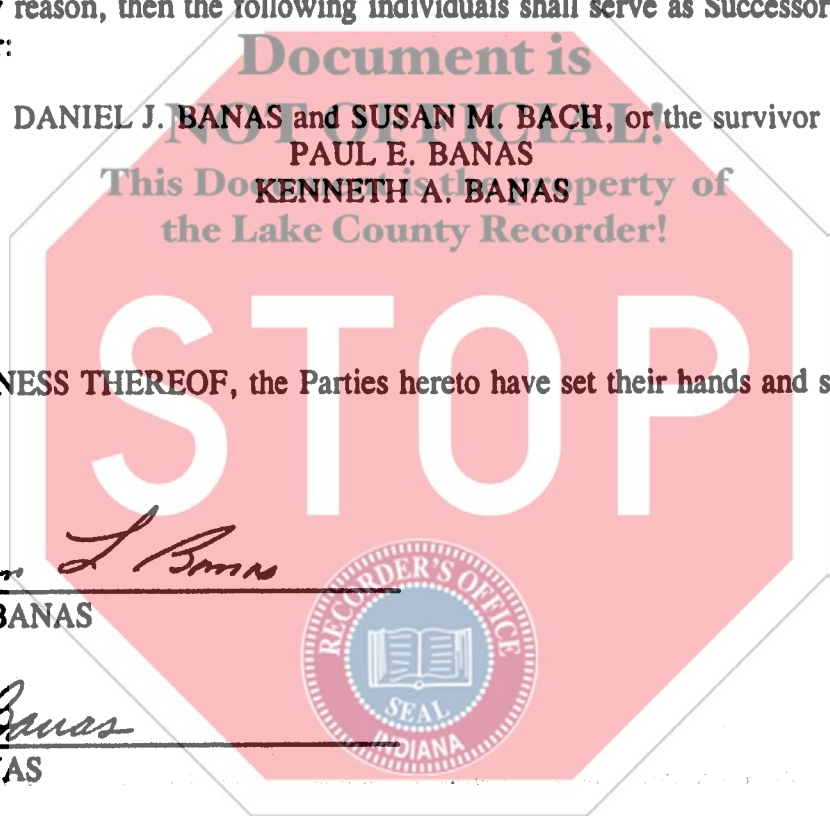 reason, then the following individuals shall serve as Successor
Document is
DANIEL J. BANAS and SUSAN M. BACH, or the survivor
NOT OFFICIAL!
PAUL E. BANAS
This Document is the property of
KENNETH A. BANAS
the Lake County Recorder!
STOP
NESS THEREOF, the Parties hereto have set their hands and s
L Banas
BANAS
RECORDER'S OFFICE
SEAL
INDIANA
Banas
AS